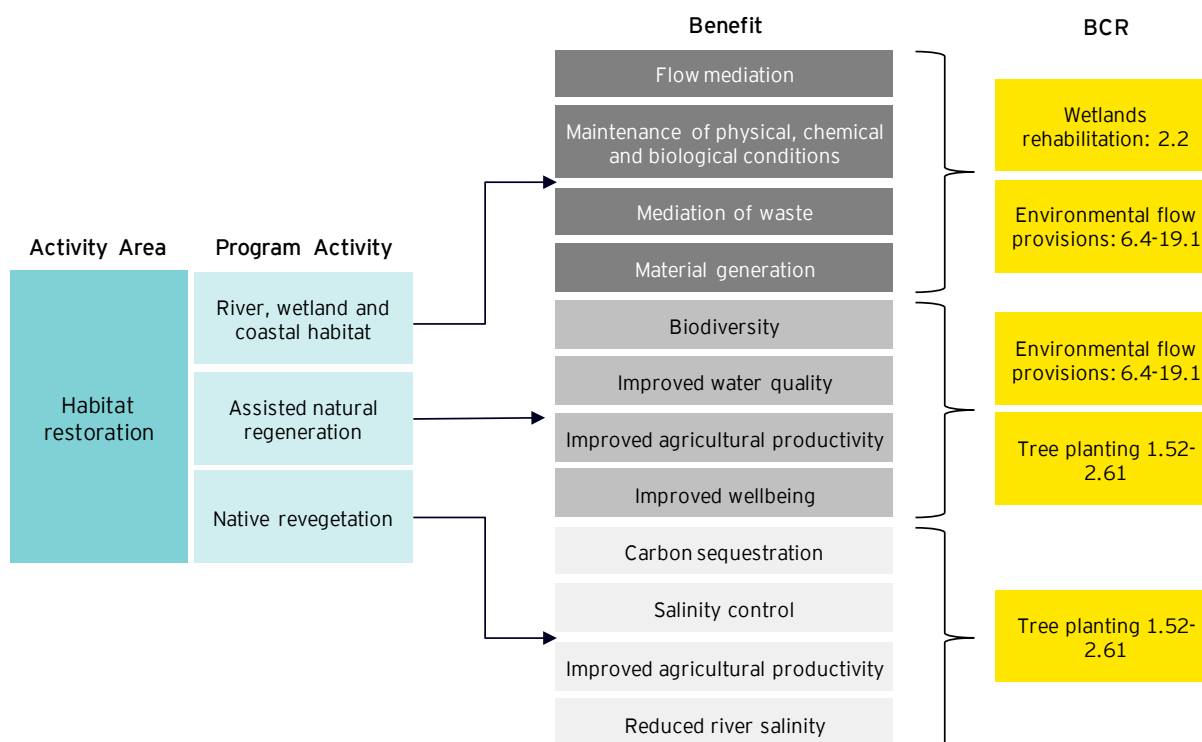 Benefit
BCR
Activity Area
Program Activity
Habitat
restoration
River, wetland and
coastal habitat
Assisted natural
regeneration
Native revegetation
Flow mediation
Maintenance of physical, chemical
and biological conditions
Mediation of waste
Material generation
Biodiversity
Improved water quality
Improved agricultural productivity
Improved wellbeing
Carbon sequestration
Salinity control
Improved agricultural productivity
Reduced river salinity
Wetlands
rehabilitation: 2.2
Environmental flow
provisions: 6.4-19.1
Environmental flow
provisions: 6.4-19.1
Tree planting 1.52-
2.61
Tree planting 1.52-
2.61